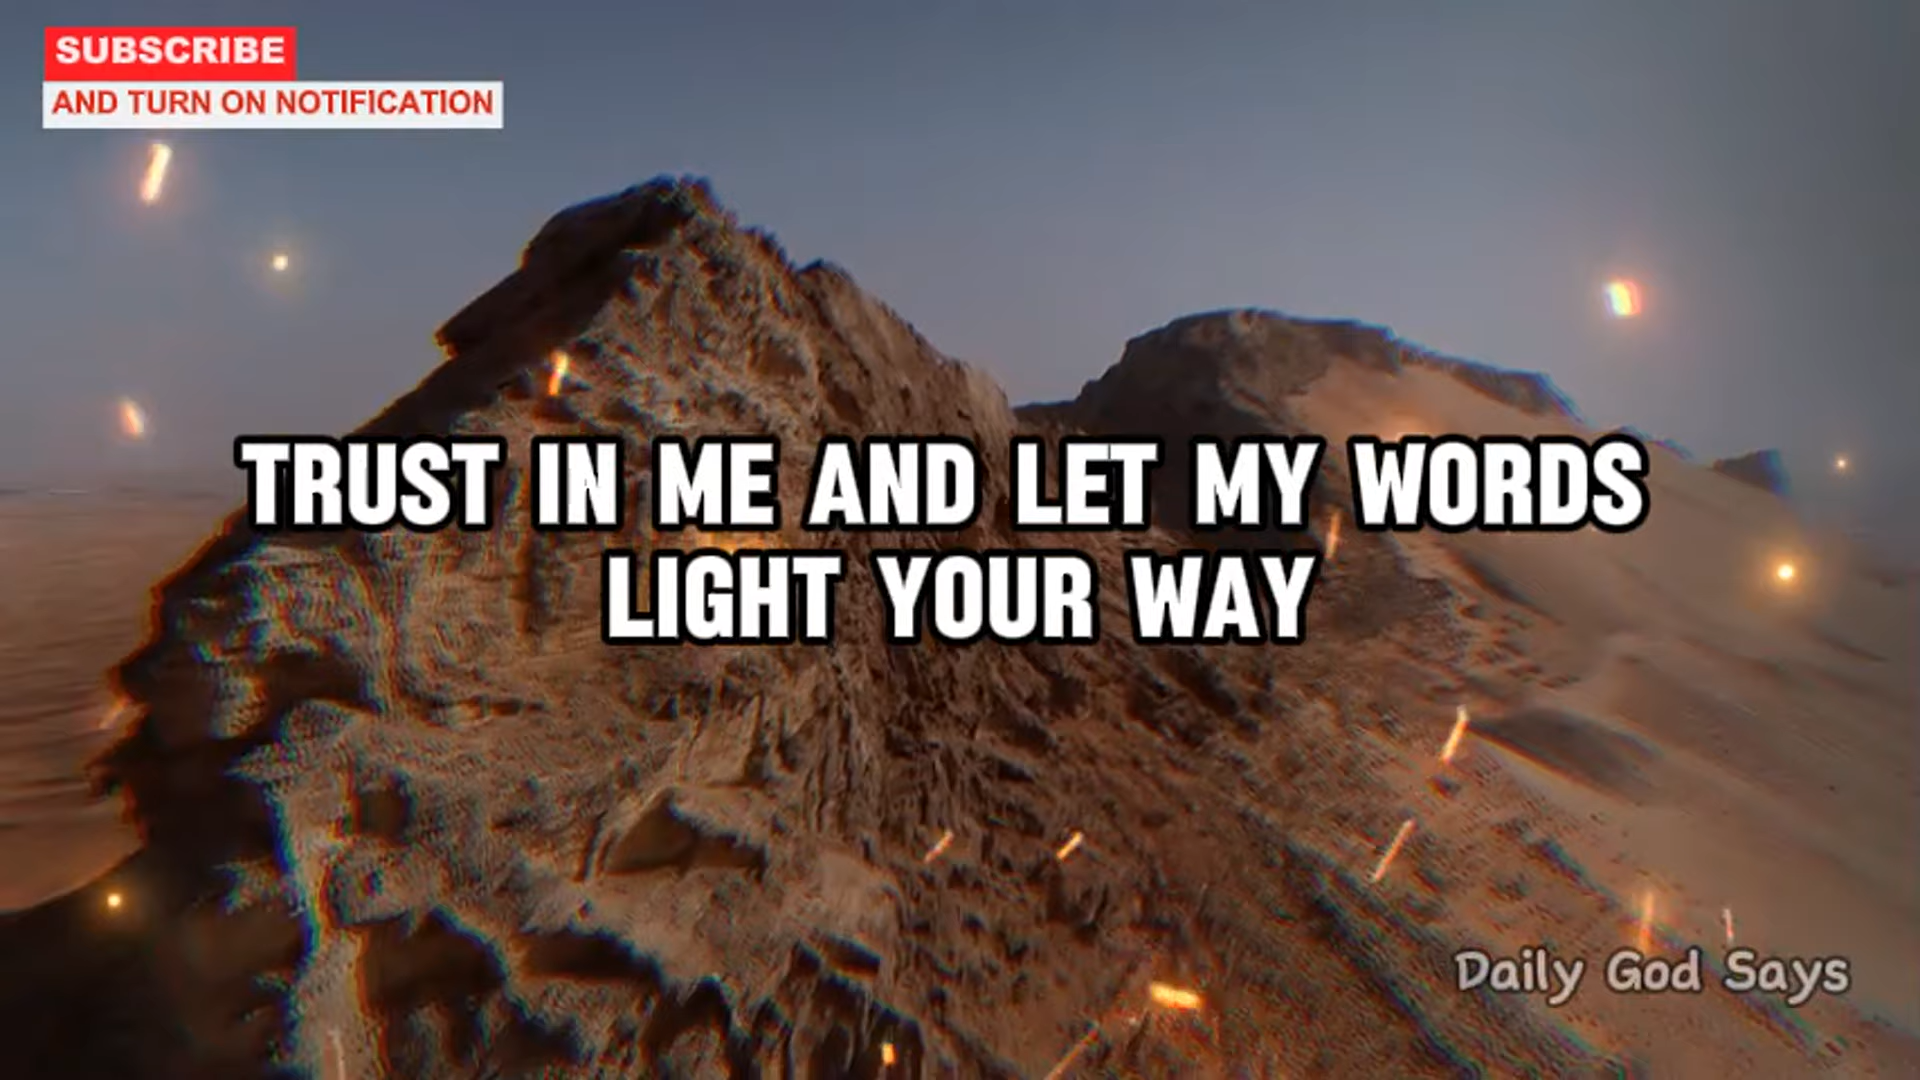 SUBSCRIBE
AND TURN ON NOTIFICATION
TRUST IN ME AND LET MY WORDS
LIGHT YOUR WAY
Daily God Says